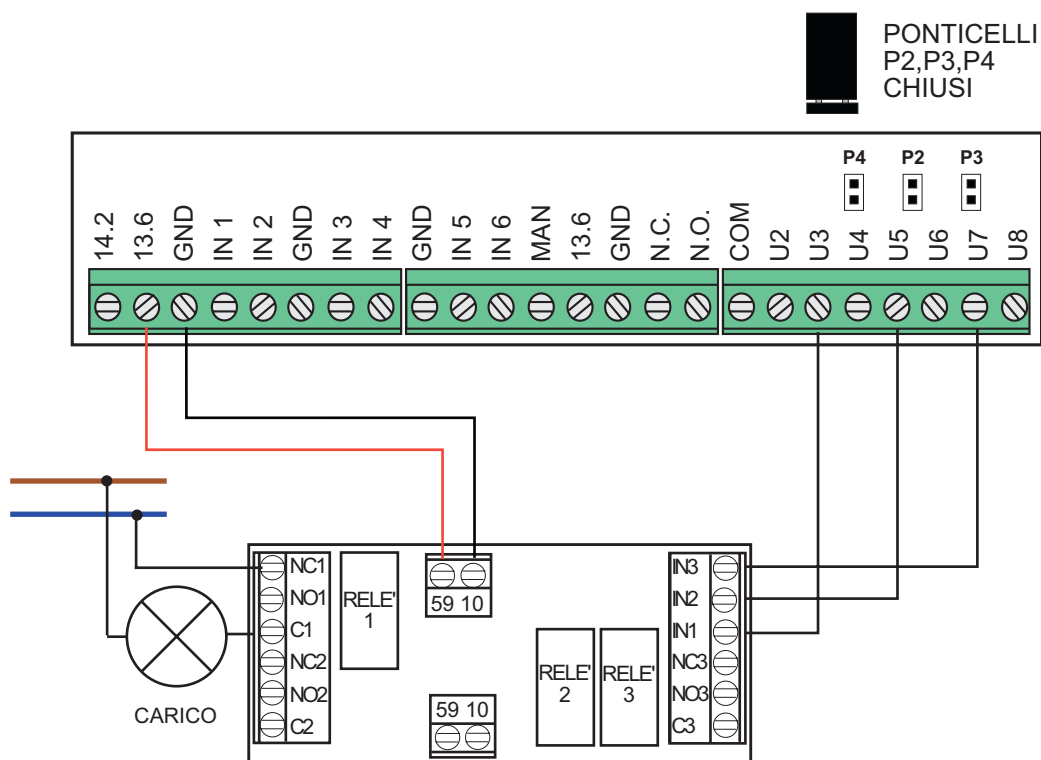 PONTICELLI
P2,P3,P4
CHIUSI
P4 P2 P3
14.2 13.6 GND IN 1 IN 2 GND IN 3 IN 4 GND IN 5 IN 6 MAN 13.6 GND N.C. N.O. COM U2 U3 U4 U5 U6 U7 U8
NC1
NO1
C1
NC2
NO2
C2
RELE'
1
59 10
RELE'
2
RELE'
3
59 10
IN3
IN2
IN1
NC3
NO3
C3
CARICO